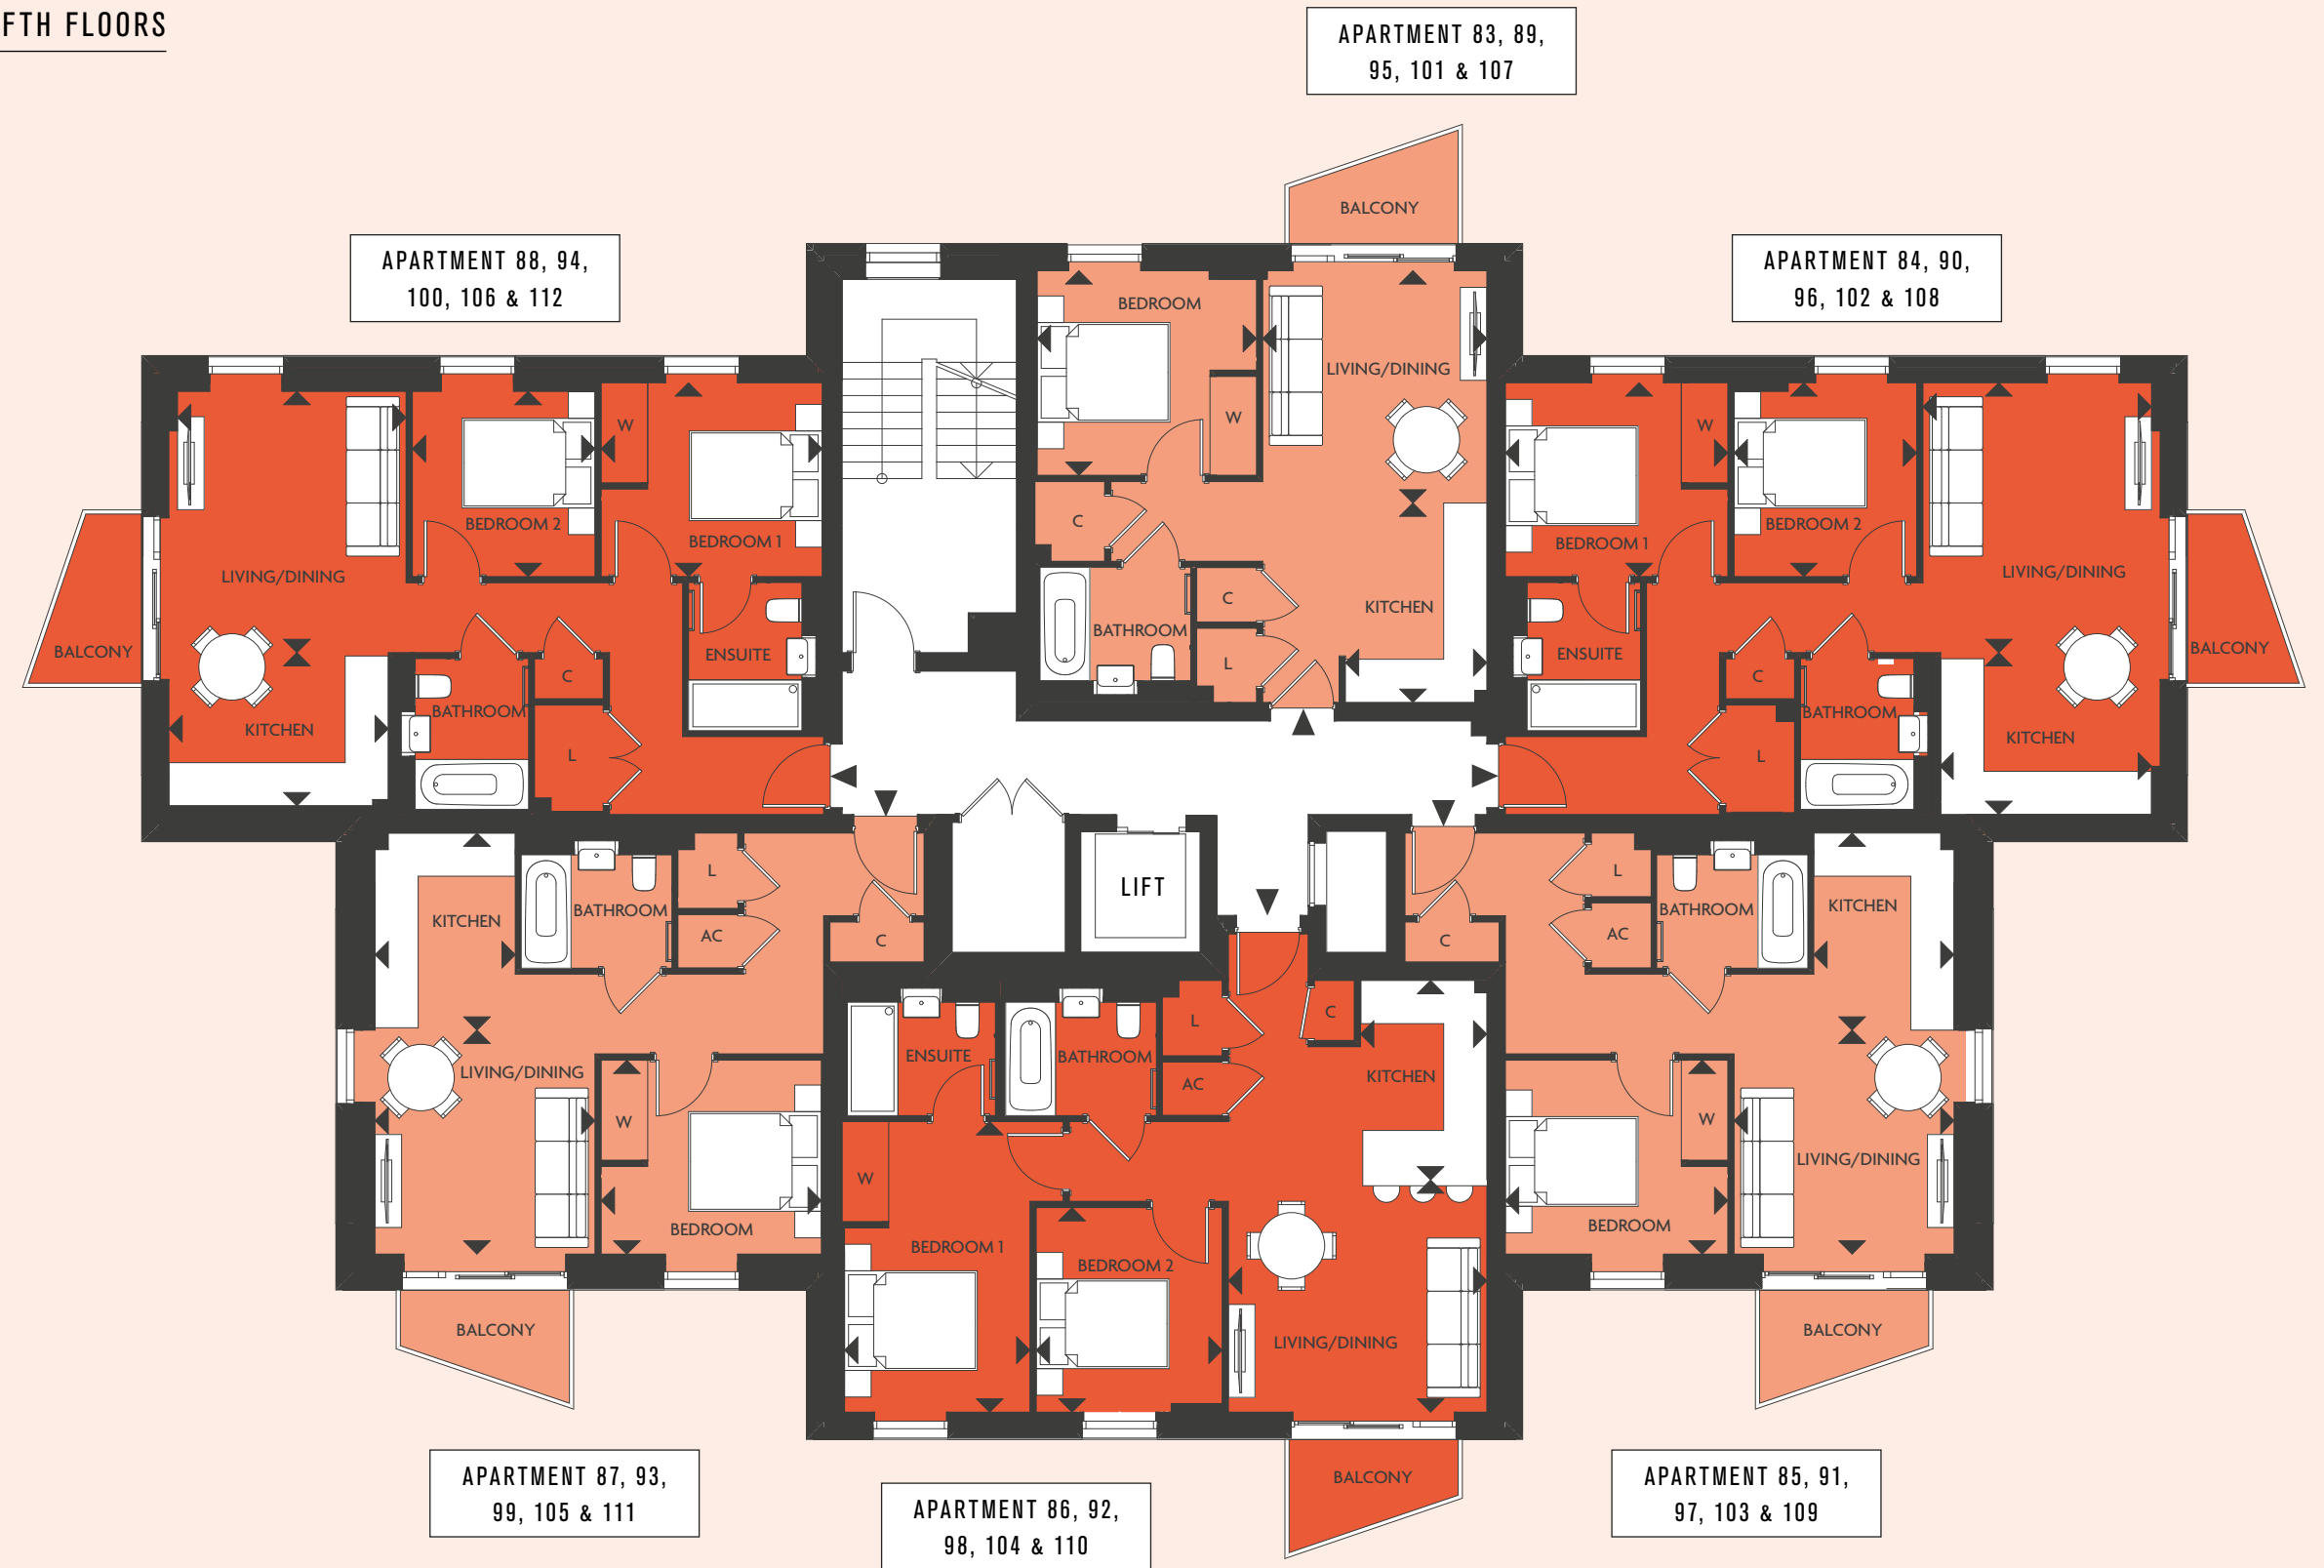 FTH FLOORS
APARTMENT 83, 89,
95, 101 & 107
BALCONY
APARTMENT 88, 94,
100, 106 & 112
APARTMENT 84, 90,
96, 102 & 108
BEDROOM
LIVING/DINING
W
C
BATHROOM
C
L
KITCHEN
W
BEDROOM 2
BEDROOM 1
LIVING/DINING
BALCONY
ENSUITE
C
BATHROOM
KITCHEN
L
W
BEDROOM 1
BEDROOM 2
LIVING/DINING
BALCONY
ENSUITE
C
BATHROOM
KITCHEN
L
LIFT
KITCHEN
BATHROOM
L
AC
C
LIVING/DINING
W
BEDROOM
BALCONY
ENSUITE
BATHROOM
L
C
AC
KITCHEN
W
BEDROOM 1
BEDROOM 2
LIVING/DINING
BALCONY
L
AC
C
BATHROOM
KITCHEN
W
BEDROOM
LIVING/DINING
BALCONY
APARTMENT 87, 93,
99, 105 & 111
APARTMENT 86, 92,
98, 104 & 110
APARTMENT 85, 91,
97, 103 & 109